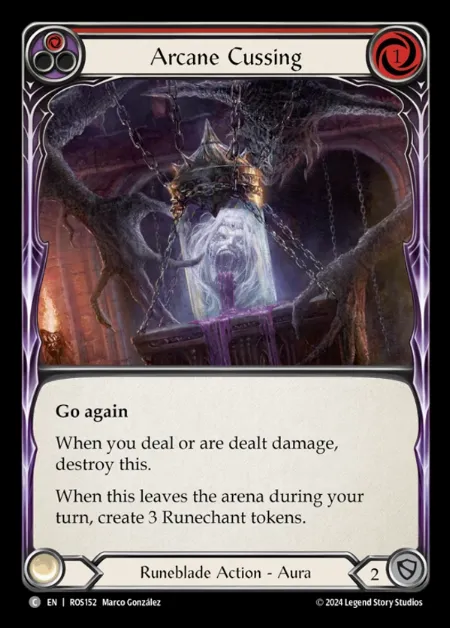 Arcane Cussing
1
Go again
When you deal or are dealt damage,
destroy this.
When this leaves the arena during your
turn, create 3 Runechant tokens.
Runeblade Action - Aura
2
C EN | ROS152 Marco González
© 2024 Legend Story Studios